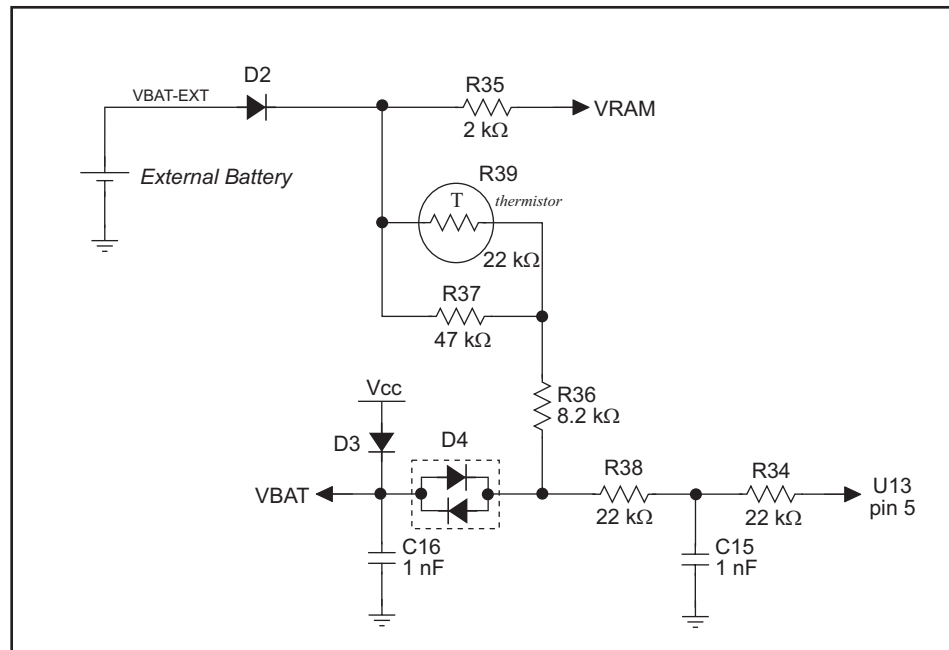 D2
VBAT-EXT
R35
2 kΩ
VRAM
External Battery
R39
T
thermistor
22 kΩ
R37
47 kΩ
Vcc
R36
8.2 kΩ
D3
D4
VBAT
R38
22 kΩ
R34
22 kΩ
U13
pin 5
C16
1 nF
C15
1 nF